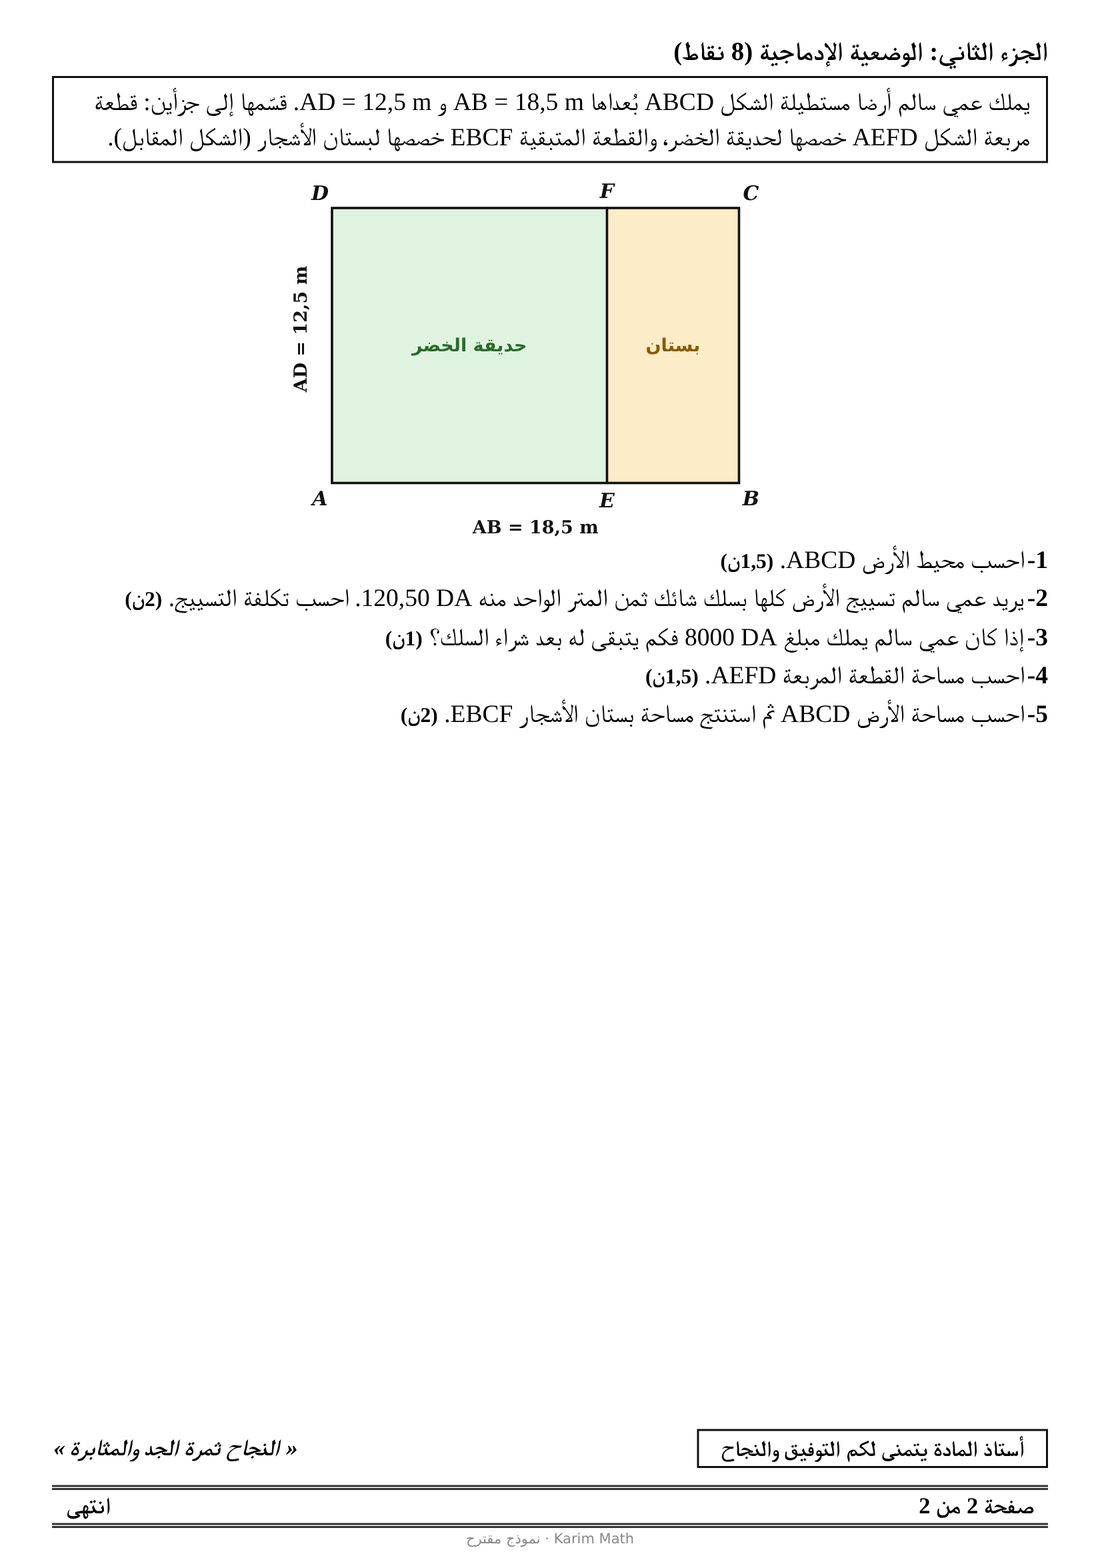 الجزء الثاني: الوضعية الإدماجية (8 نقاط)
يملك عمي سالم أرضا مستطيلة الشكل ABCD بُعداها AB = 18,5 m و AD = 12,5 m. قسّمها إلى جزأين: قطعة
مربعة الشكل AEFD خصصها لحديقة الخضر، والقطعة المتبقية EBCF خصصها لبستان الأشجار (الشكل المقابل).
D F C
AD = 12,5 m
حديقة الخضر
بستان
A E B
AB = 18,5 m
1-احسب محيط الأرض ABCD. (1,5ن)
2-يريد عمي سالم تسييج الأرض كلها بسلك شائك ثمن المتر الواحد منه 120,50 DA. احسب تكلفة التسييج. (2ن)
3-إذا كان عمي سالم يملك مبلغ 8000 DA فكم يتبقى له بعد شراء السلك؟ (1ن)
4-احسب مساحة القطعة المربعة AEFD. (1,5ن)
5-احسب مساحة الأرض ABCD ثم استنتج مساحة بستان الأشجار EBCF. (2ن)
أستاذ المادة يتمنى لكم التوفيق والنجاح
« النجاح ثمرة الجد والمثابرة »
صفحة 2 من 2
انتهى
Karim Math · نموذج مقترح